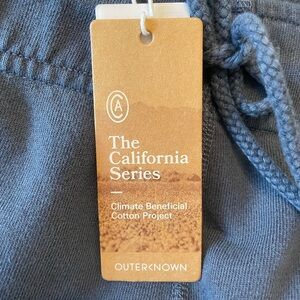 CA
The
California
Series
Climate Beneficial
Cotton Project
OUTERKNOWN